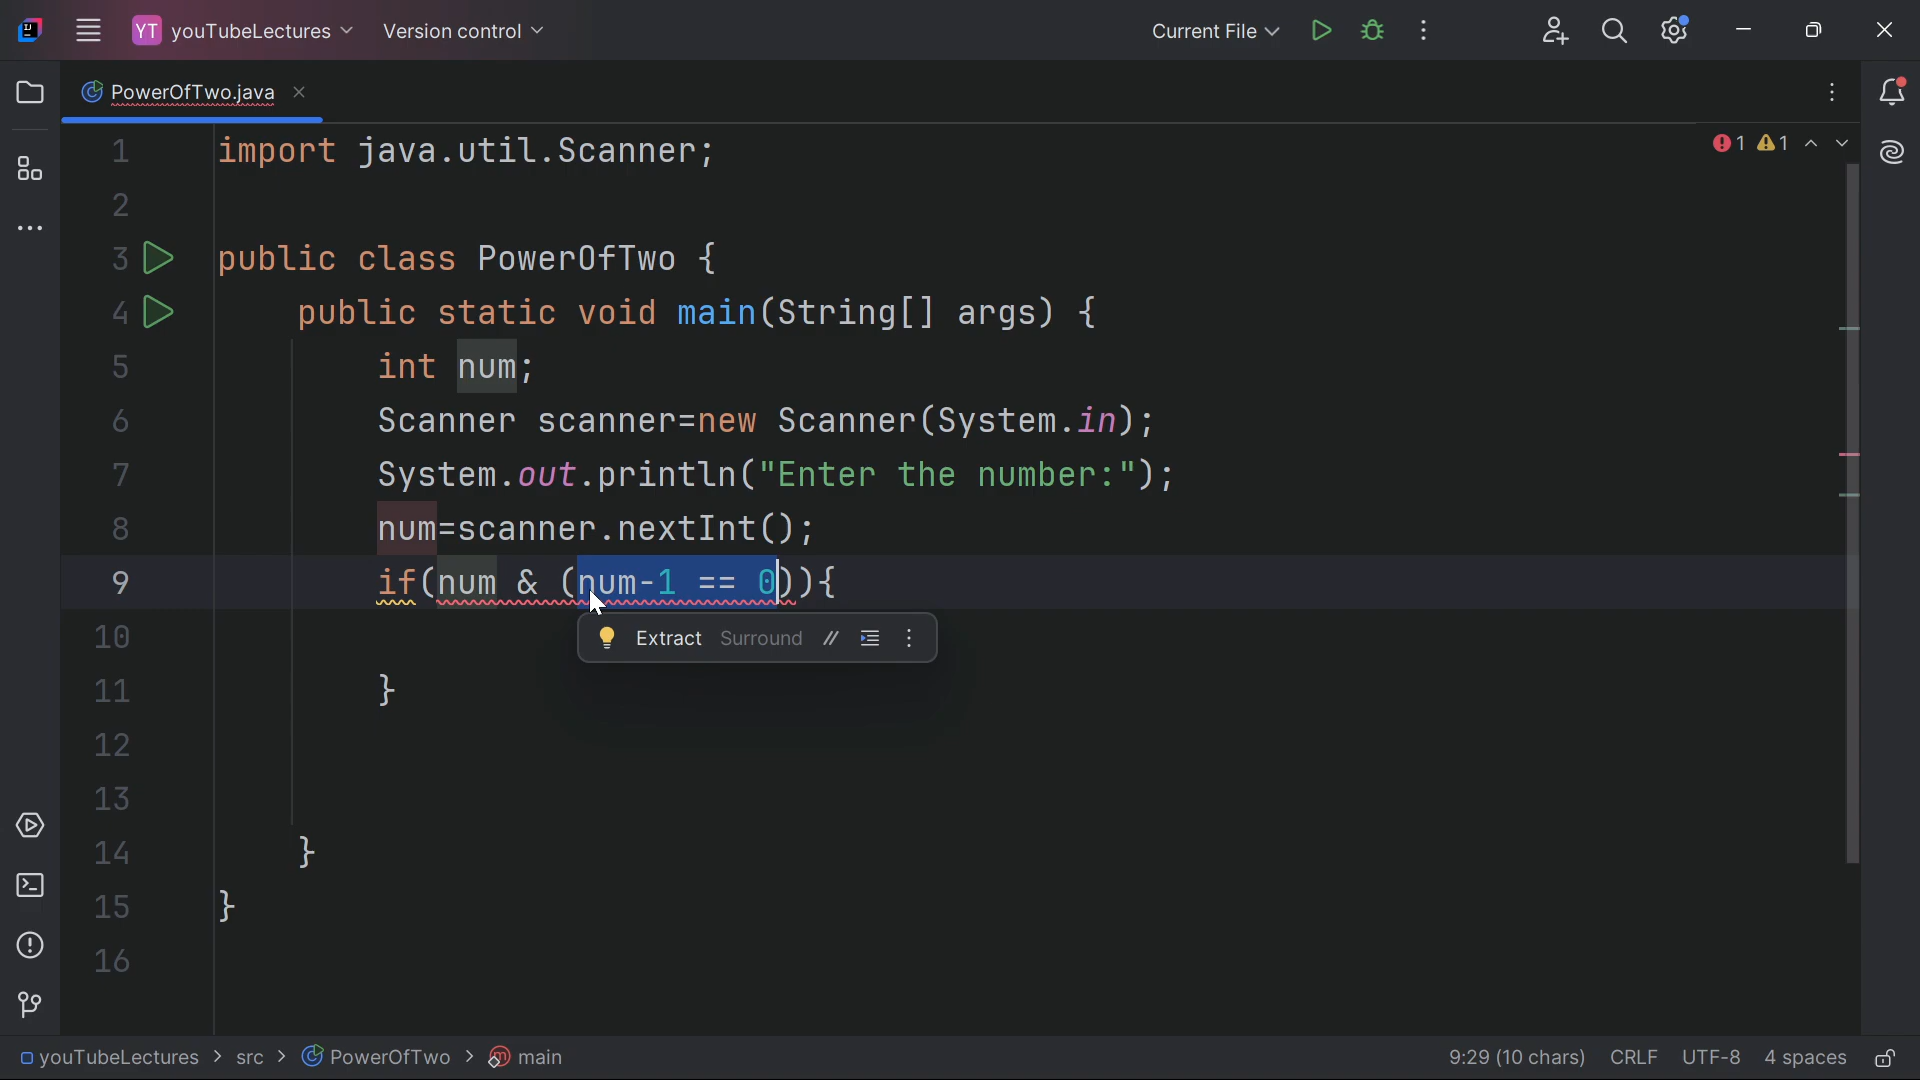 YT youTubeLectures Version control Current File
PowerOfTwo.java
1 import java.util.Scanner; 1 1
2
3 public class PowerOfTwo {
4 public static void main(String[] args) {
5 int num;
6 Scanner scanner=new Scanner(System.in);
7 System.out.println("Enter the number:");
8 num=scanner.nextInt();
9 if(num & (num-1 == 0)){
10
Extract Surround //
11 }
12
13
14 }
15 }
16
youTubeLectures > src > PowerOfTwo > main 9:29 (10 chars) CRLF UTF-8 4 spaces